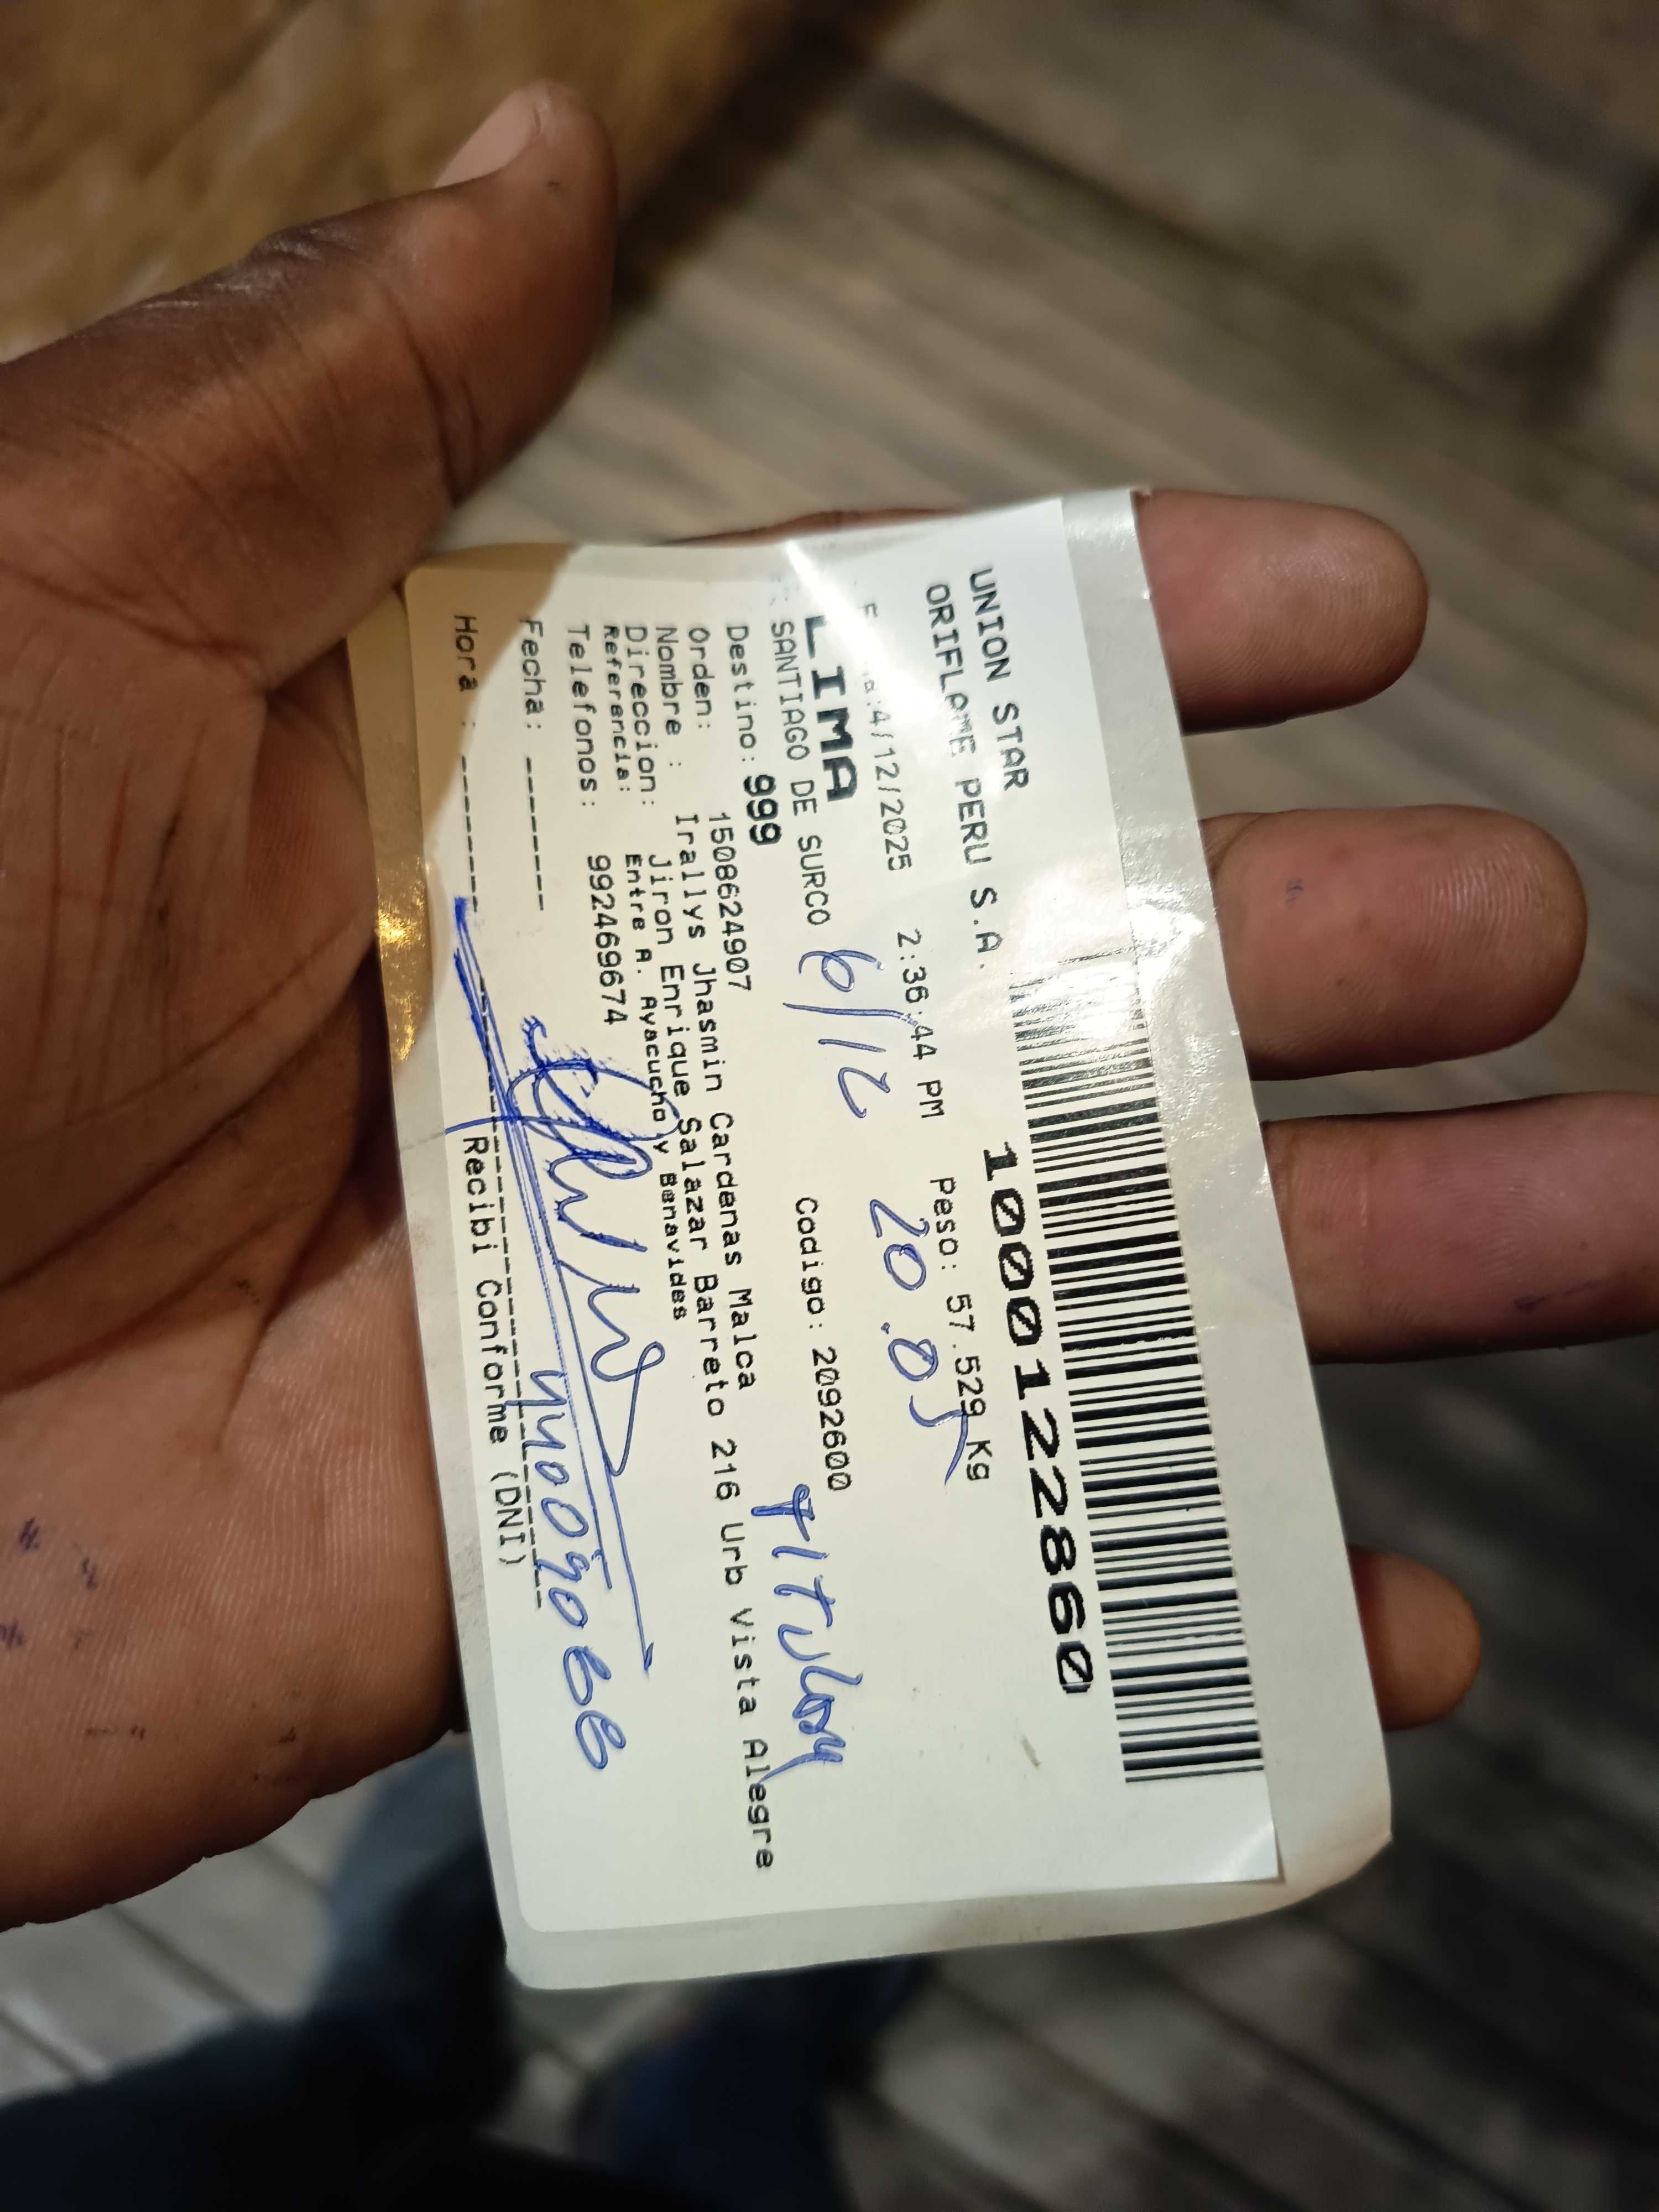 UNION STAR
ORIFLAME PERU S.A.
1000122860
4/12/2025 2:36:44 PM Peso: 57.529 Kg
20.05
LIMA
SANTIAGO DE SURCO 6/12 Codigo: 2092600
Titular
Destino: 999
Orden: 1508624907
Nombre : Irallys Jhasmin Cardenas Malca
Direccion: Jiron Enrique Salazar Barreto 216 Urb Vista Alegre
Referencia: Entre A. Ayacucho y Benavides
Telefonos: 992469674
Fecha: ------
Hora : ------
Recibi Conforme (DNI)